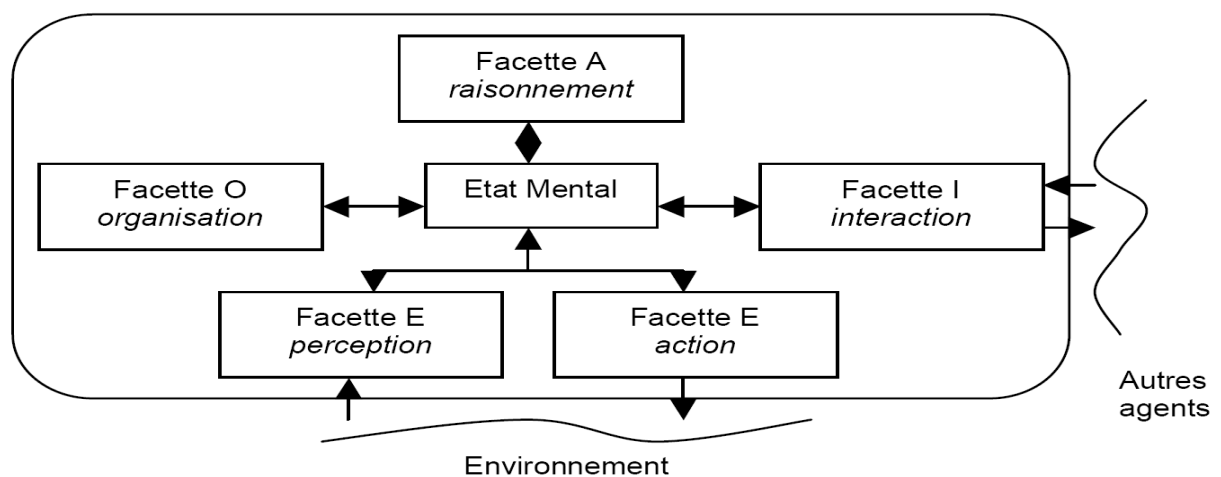 Facette A
raisonnement
Facette O
organisation
Etat Mental
Facette I
interaction
Facette E
perception
Facette E
action
Autres
agents
Environnement